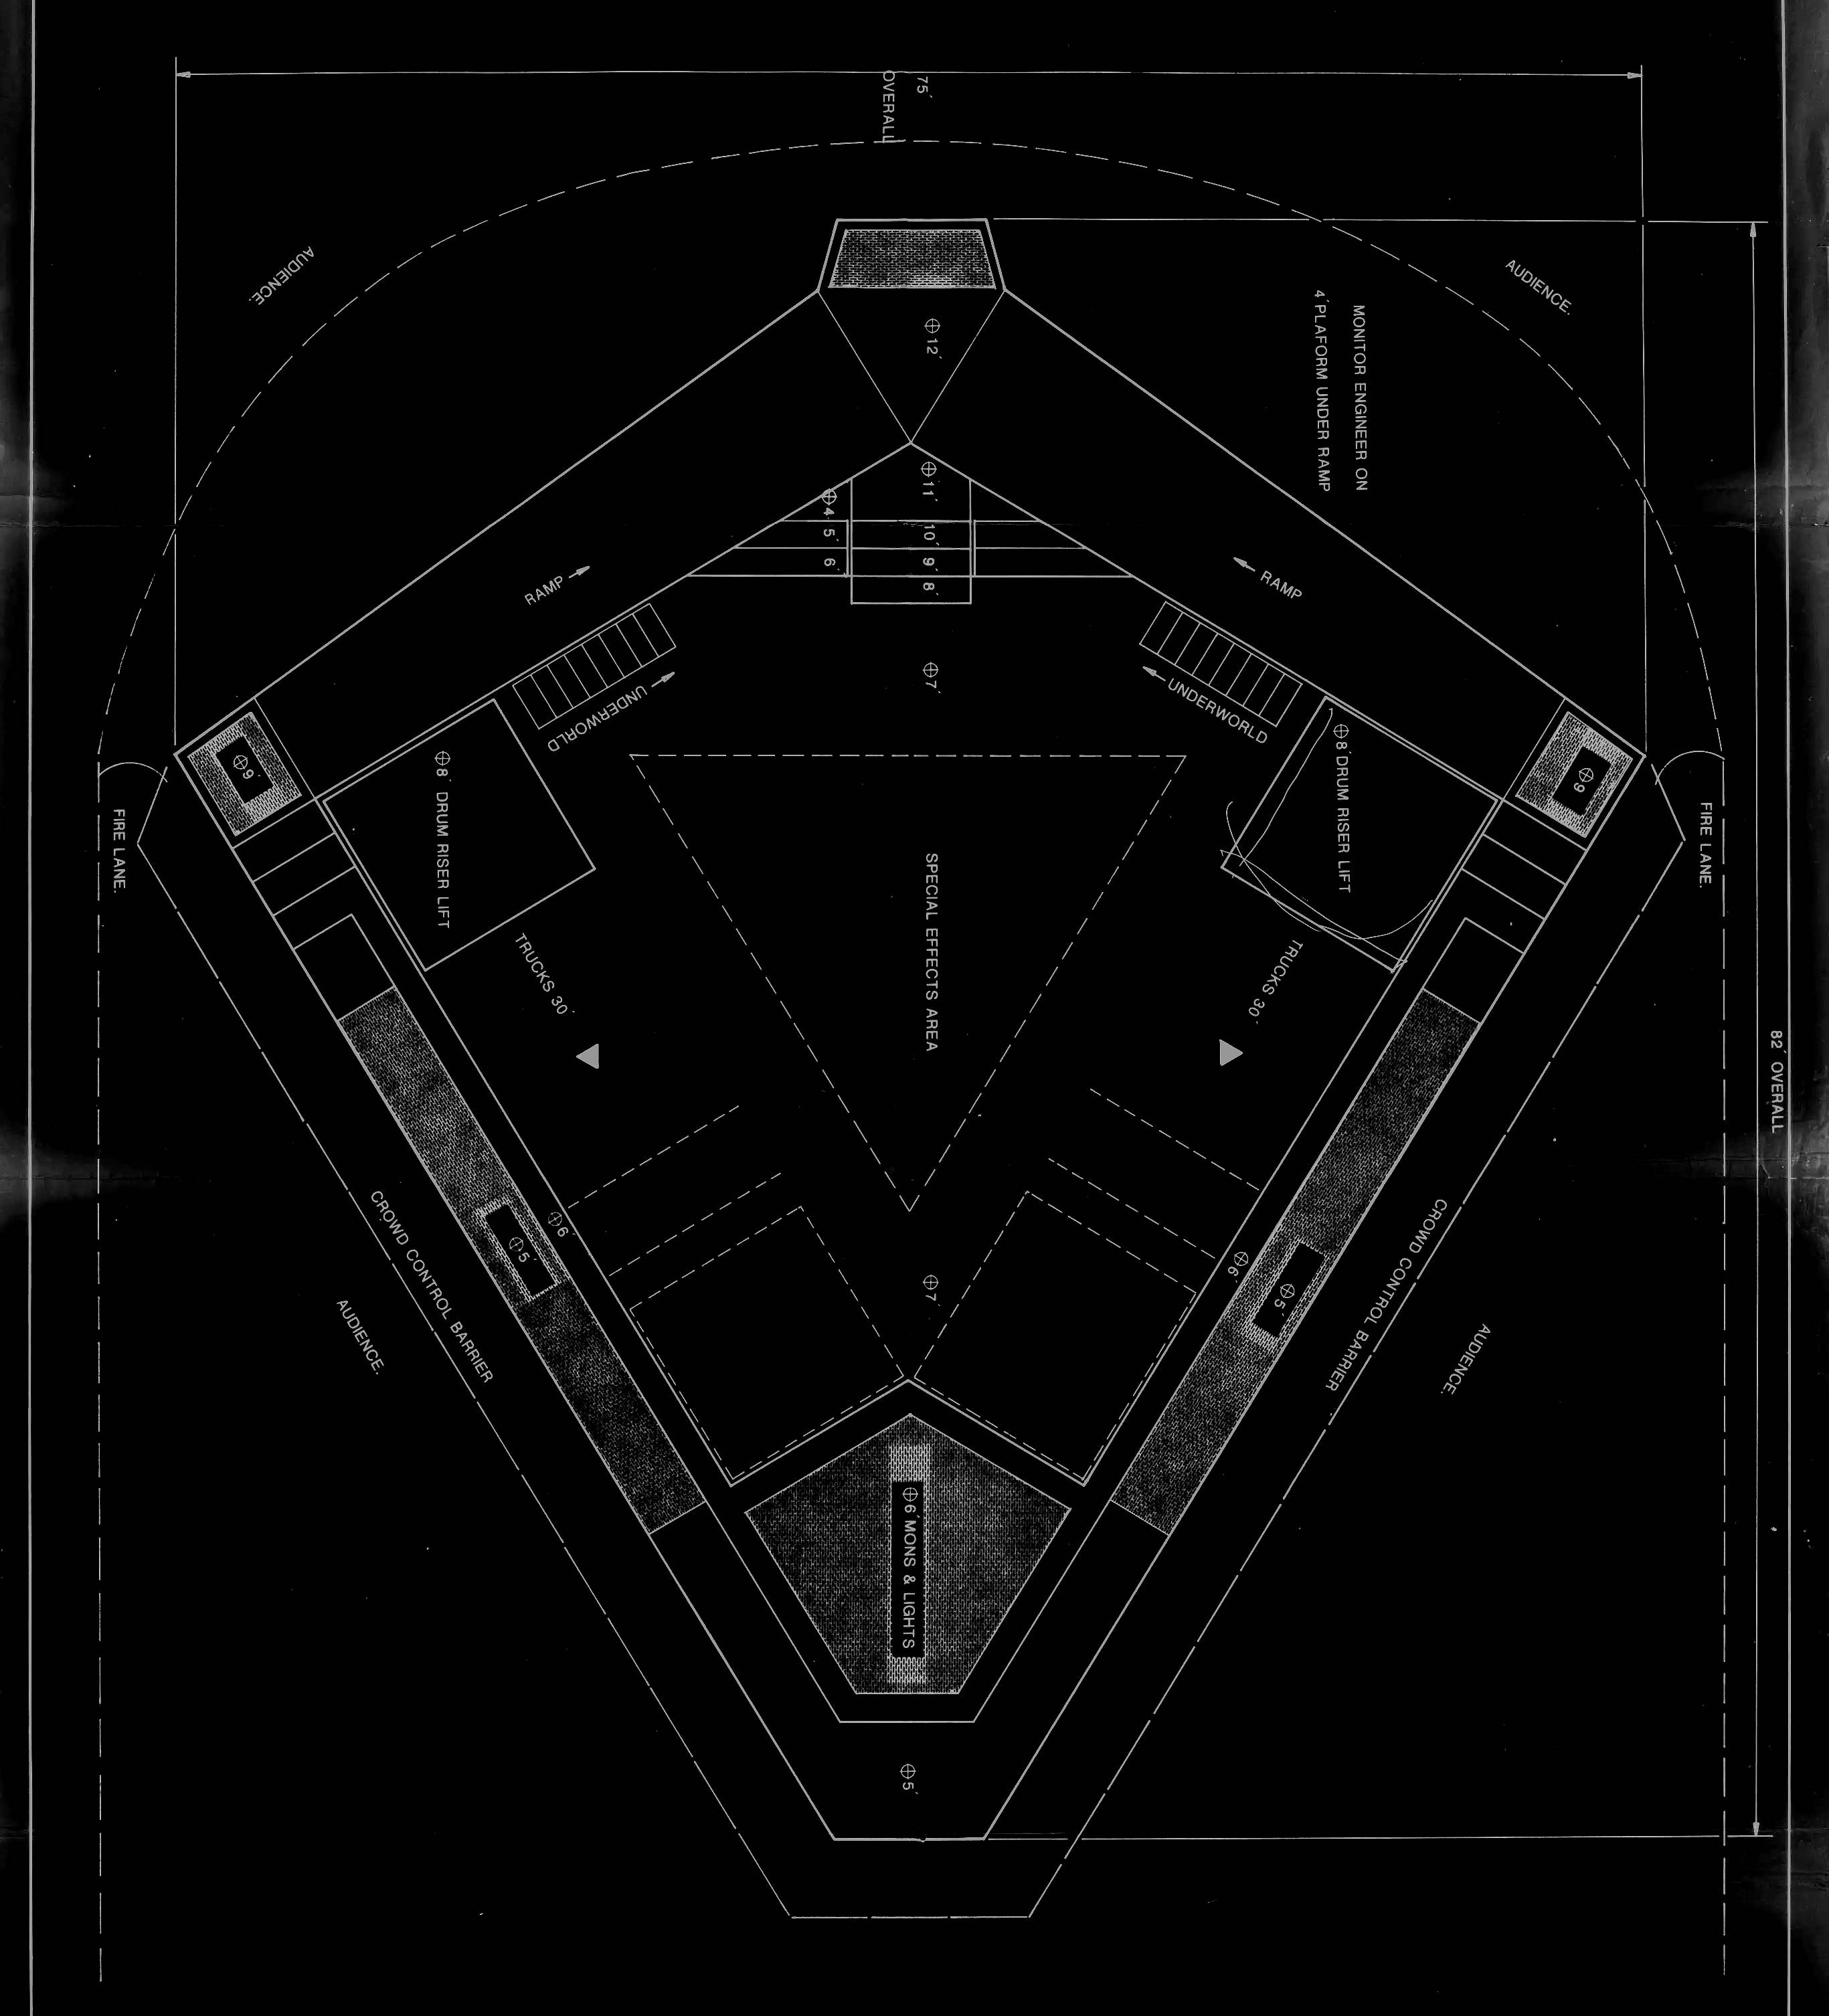 75'
OVERALL
AUDIENCE.
AUDIENCE.
MONITOR ENGINEER ON
4' PLAFORM UNDER RAMP
12'
11'
4'
10'
5'
9'
6'
8'
RAMP
RAMP
UNDERWORLD
UNDERWORLD
7'
9'
9'
8' DRUM RISER LIFT
8' DRUM RISER LIFT
FIRE LANE.
FIRE LANE.
SPECIAL EFFECTS AREA
TRUCKS 30'
TRUCKS 30'
82' OVERALL
CROWD CONTROL BARRIER
CROWD CONTROL BARRIER
6'
6'
5'
5'
7'
AUDIENCE.
AUDIENCE.
6' MONS & LIGHTS
5'